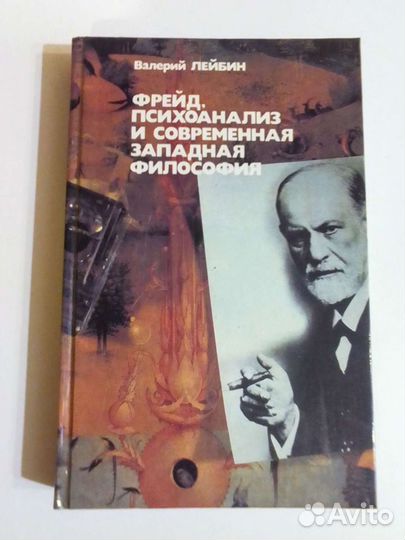 Валерий ЛЕЙБИН
ФРЕЙД,
ПСИХОАНАЛИЗ
И СОВРЕМЕННАЯ
ЗАПАДНАЯ
ФИЛОСОФИЯ
Avito